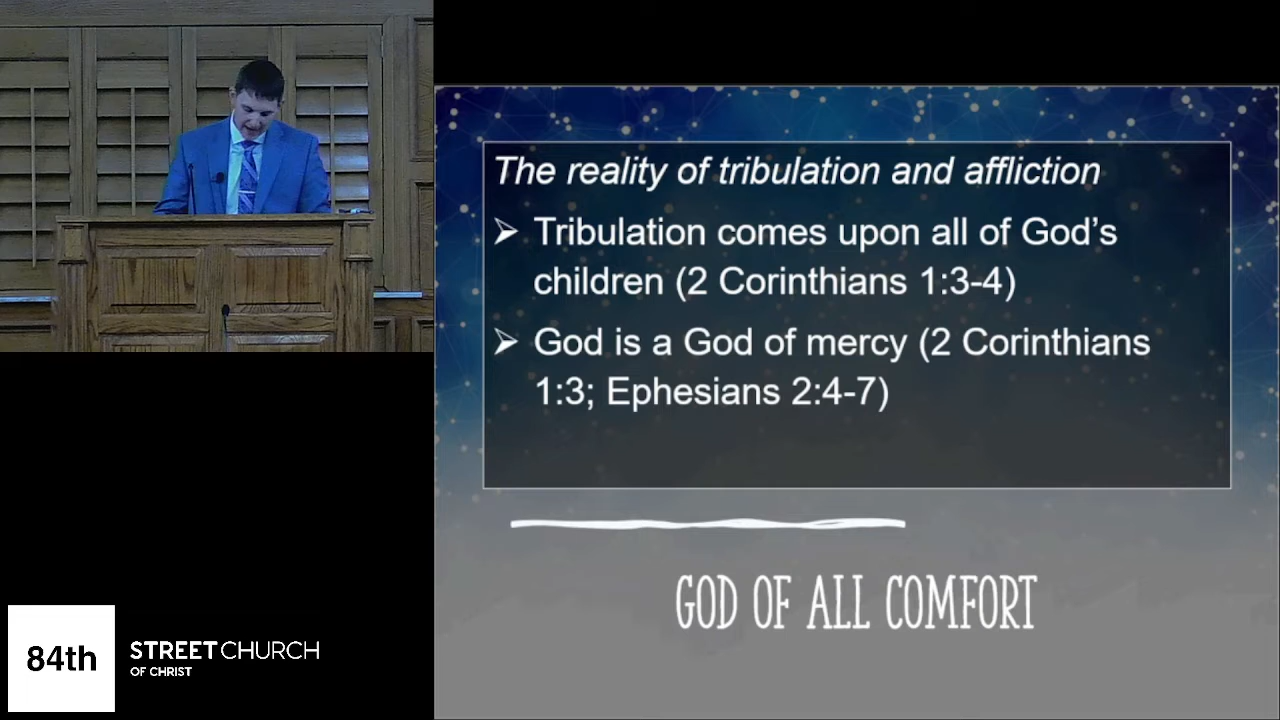 The reality of tribulation and affliction
➢ Tribulation comes upon all of God’s
children (2 Corinthians 1:3-4)
➢ God is a God of mercy (2 Corinthians
1:3; Ephesians 2:4-7)
GOD OF ALL COMFORT
84th
STREET CHURCH
OF CHRIST